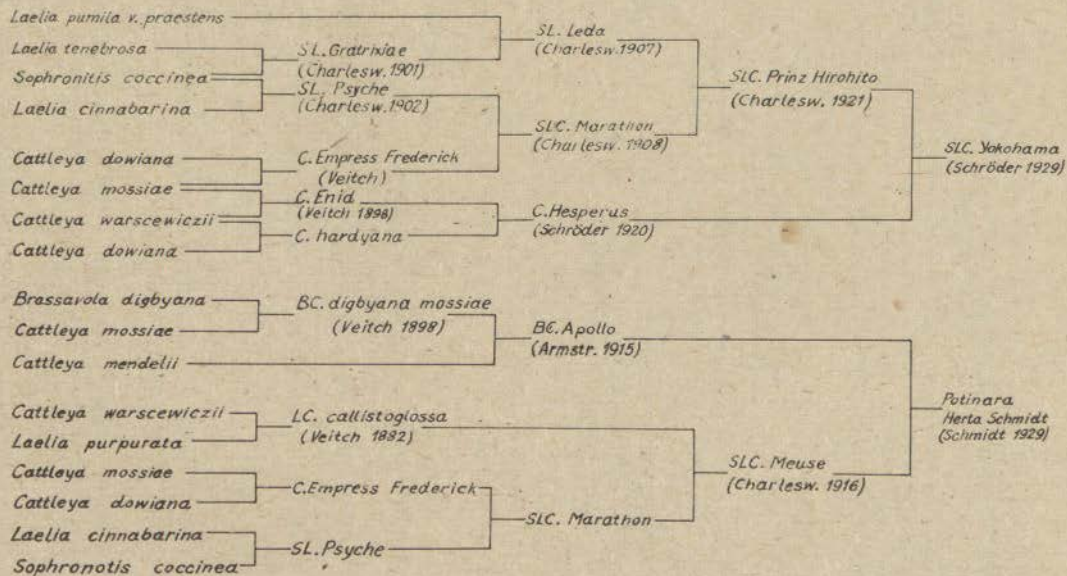 Laelia pumila v. praestens
Laelia tenebrosa
Sophronitis coccinea
Laelia cinnabarina
Cattleya dowiana
Cattleya mossiae
Cattleya warscewiczii
Cattleya dowiana
SL. Gratrixiae
(Charlesw. 1901)
SL. Psyche
(Charlesw. 1902)
C. Empress Frederick
(Veitch)
C. Enid
(Veitch 1898)
C. hardyana
SL. Leda
(Charlesw. 1907)
SLC. Marathon
(Charlesw. 1908)
C. Hesperus
(Schröder 1920)
SLC. Prinz Hirohito
(Charlesw. 1921)
SLC. Yokohama
(Schröder 1929)
Brassavola digbyana
Cattleya mossiae
Cattleya mendelii
Cattleya warscewiczii
Laelia purpurata
Cattleya mossiae
Cattleya dowiana
Laelia cinnabarina
Sophronotis coccinea
BC. digbyana mossiae
(Veitch 1898)
LC. callistoglossa
(Veitch 1882)
C. Empress Frederick
SL. Psyche
BC. Apollo
(Armstr. 1915)
SLC. Marathon
SLC. Meuse
(Charlesw. 1916)
Potinara
Herta Schmidt
(Schmidt 1929)